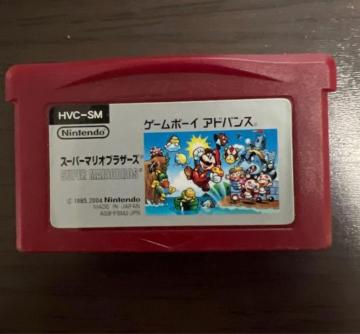 HVC-SM
Nintendo
ゲームボーイ アドバンス
スーパーマリオブラザーズ
SUPER MARIO BROS.
© 1985, 2004 Nintendo
MADE IN JAPAN
AGB-FSMJ-JPN